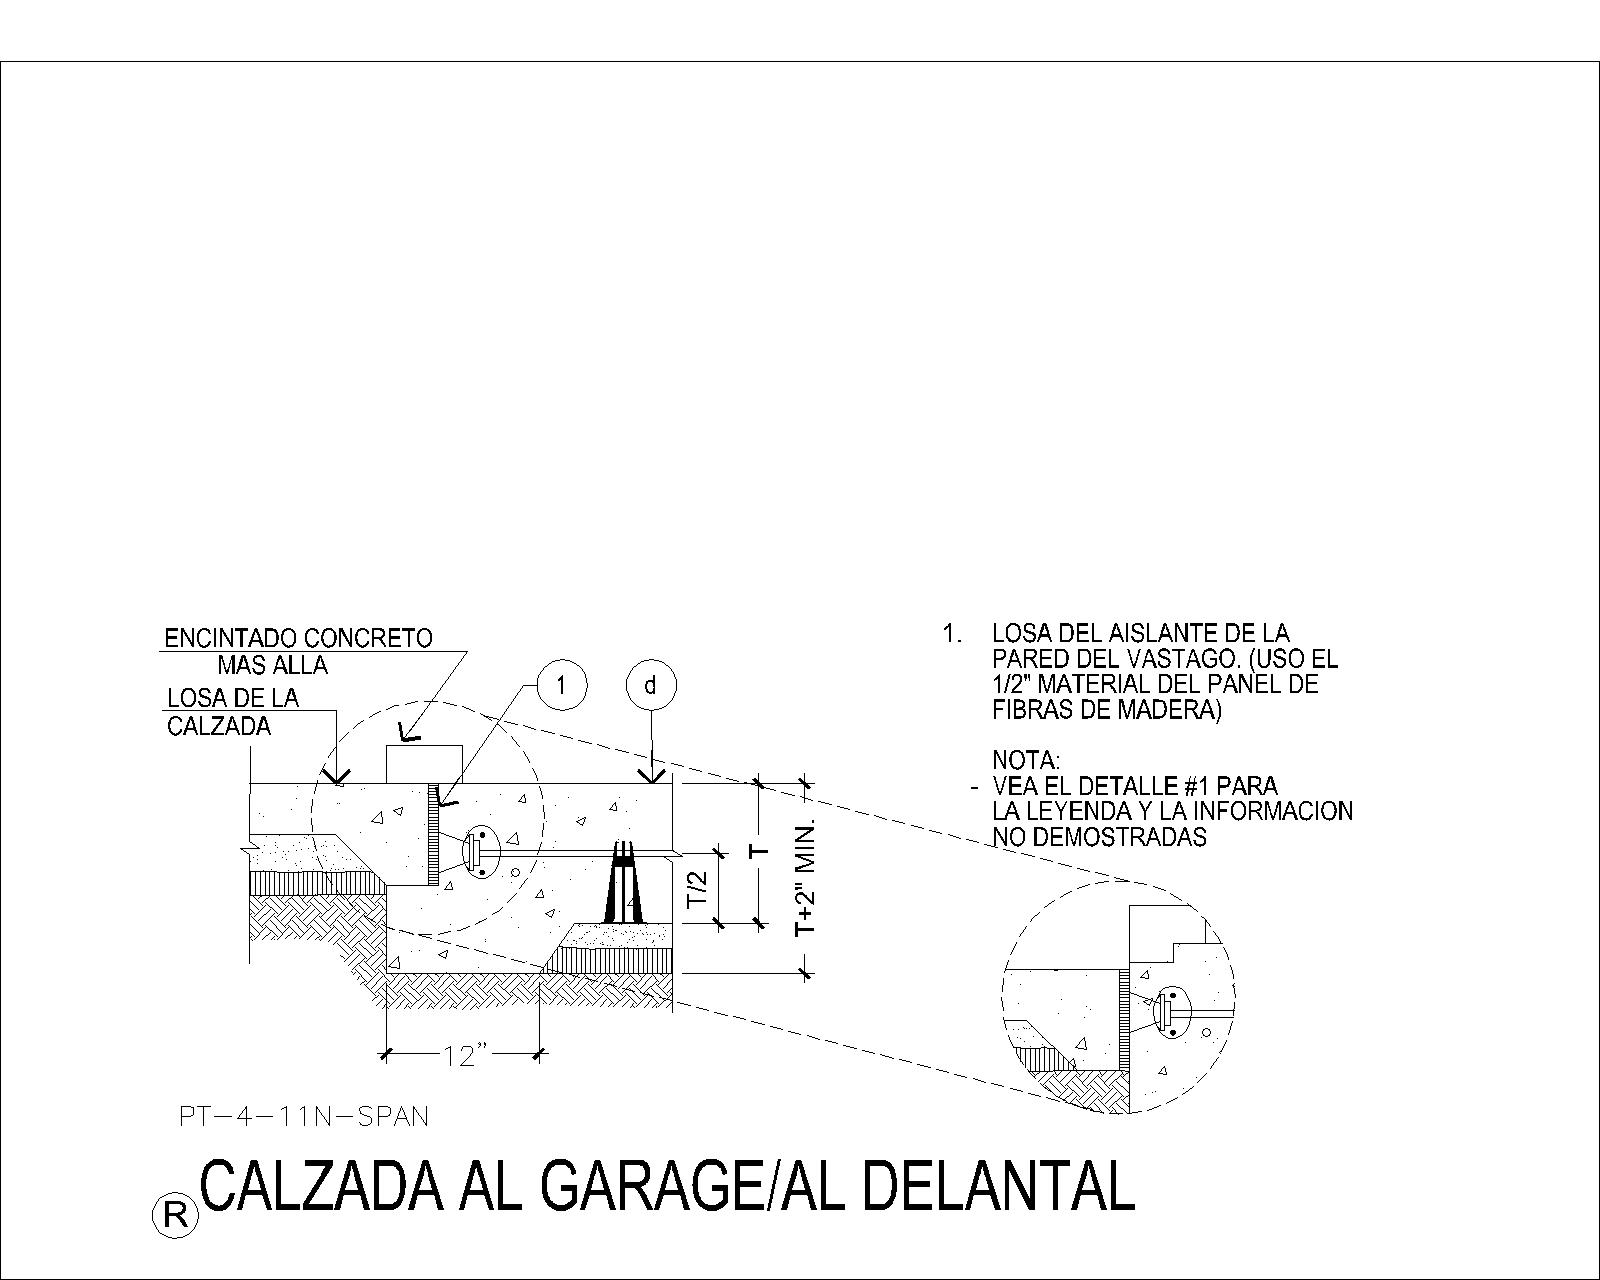 ENCINTADO CONCRETO
MAS ALLA
LOSA DE LA
CALZADA
1
d
T/2
T
T+2" MIN.
12"
1. LOSA DEL AISLANTE DE LA
PARED DEL VASTAGO. (USO EL
1/2" MATERIAL DEL PANEL DE
FIBRAS DE MADERA)
NOTA:
- VEA EL DETALLE #1 PARA
LA LEYENDA Y LA INFORMACION
NO DEMOSTRADAS
PT-4-11N-SPAN
R CALZADA AL GARAGE/AL DELANTAL